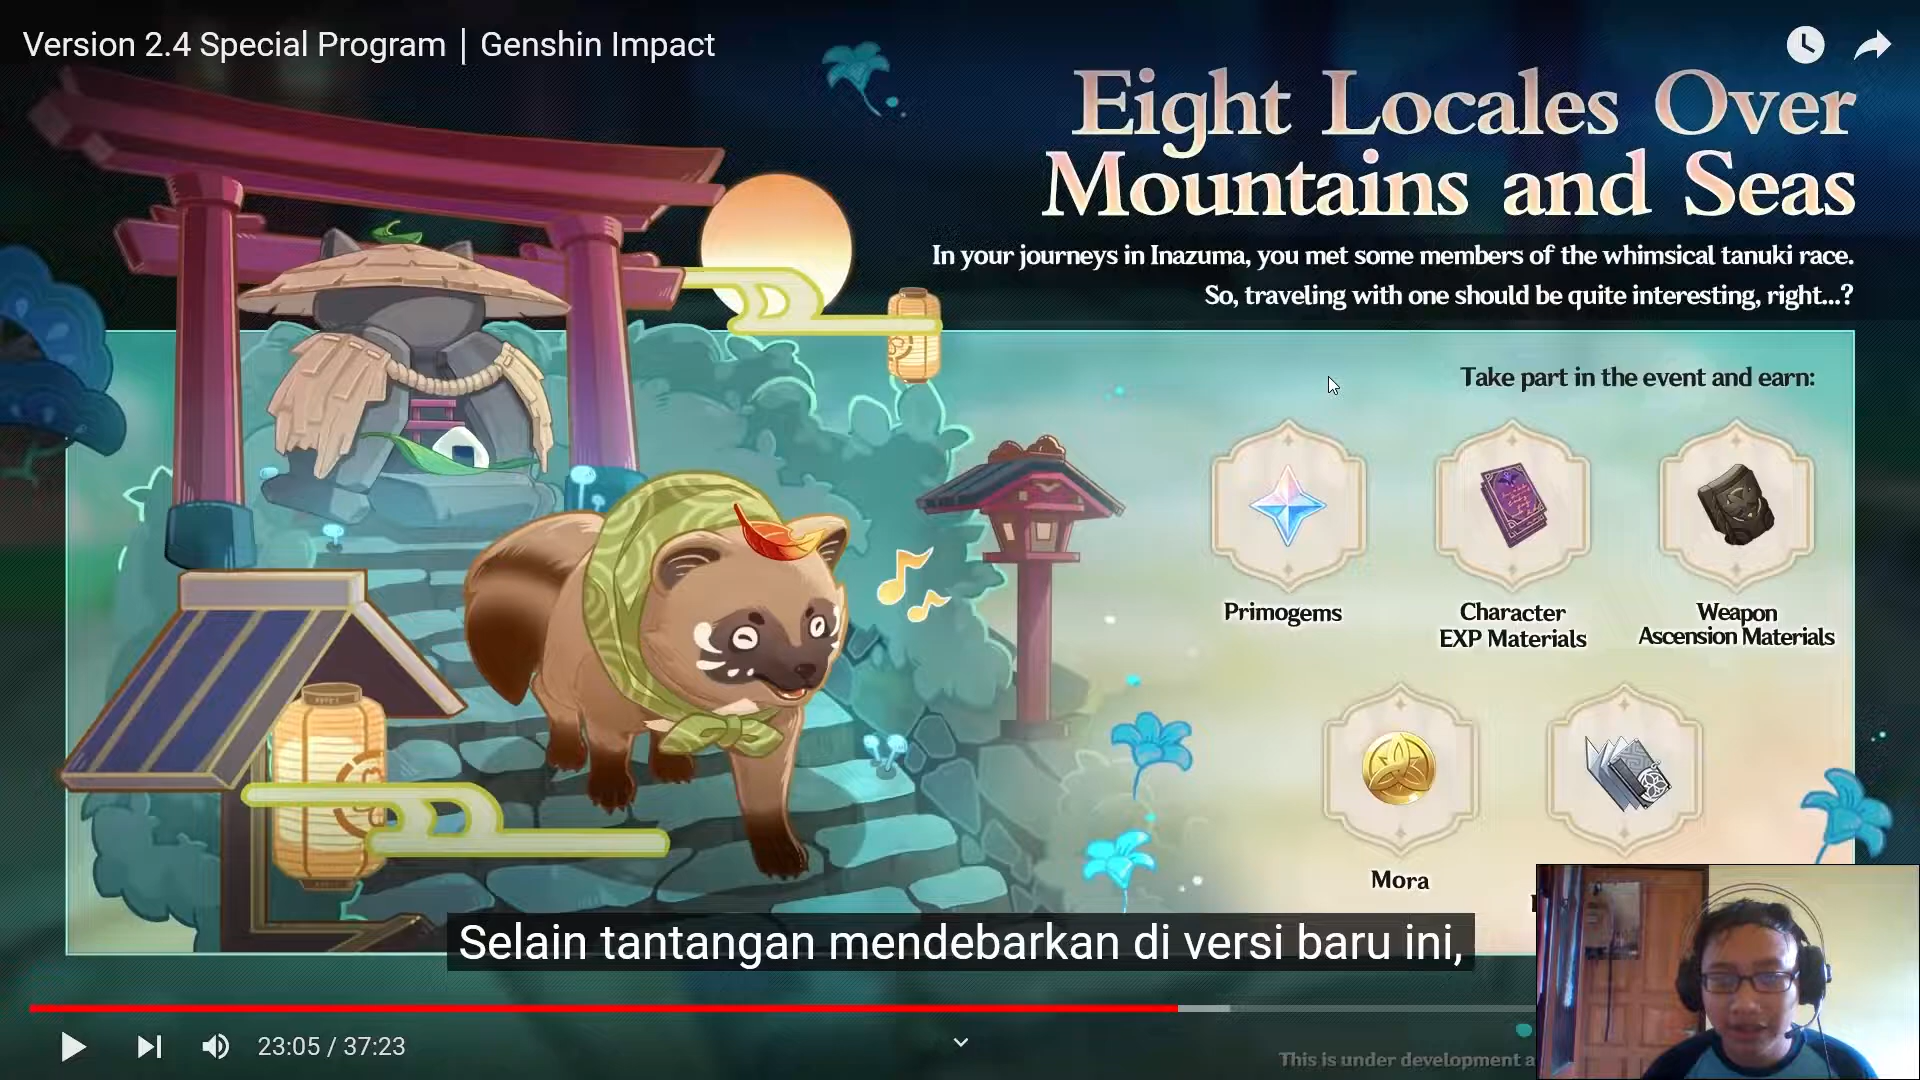 Version 2.4 Special Program | Genshin Impact
Eight Locales Over
Mountains and Seas
In your journeys in Inazuma, you met some members of the whimsical tanuki race.
So, traveling with one should be quite interesting, right...?
Take part in the event and earn:
Primogems
Character
EXP Materials
Weapon
Ascension Materials
Mora
Selain tantangan mendebarkan di versi baru ini,
23:05 / 37:23
This is under development a